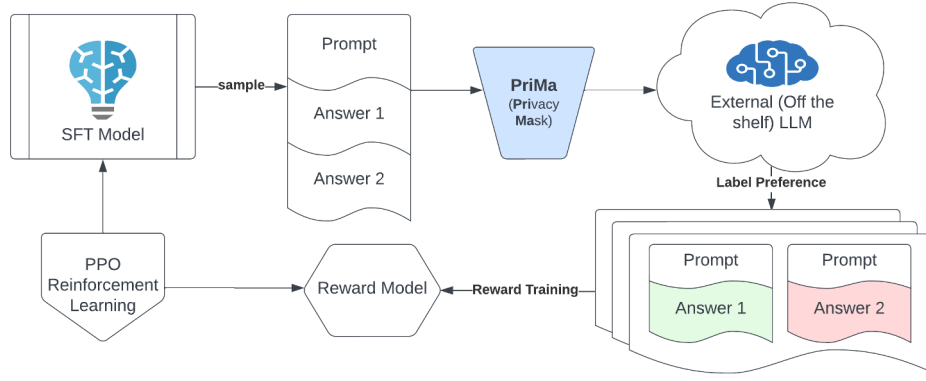 SFT Model
sample
Prompt
Answer 1
Answer 2
PriMa
(Privacy
Mask)
External (Off the
shelf) LLM
Label Preference
Prompt
Answer 1
Prompt
Answer 2
Reward Training
Reward Model
PPO
Reinforcement
Learning